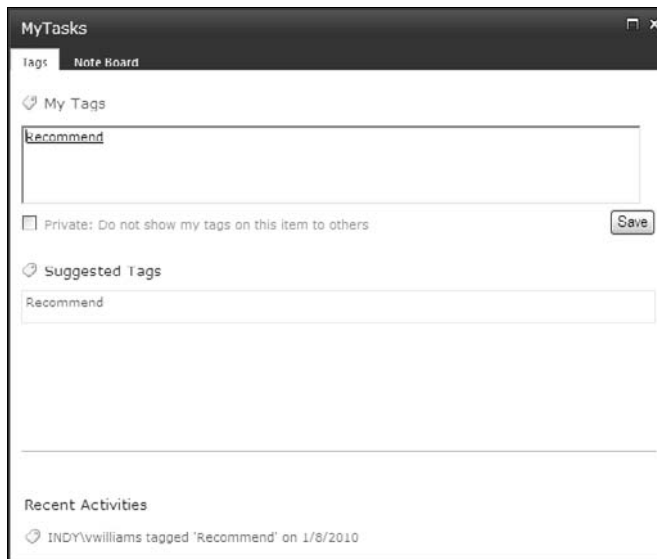 MyTasks
Tags Note Board
My Tags
Recommend
Private: Do not show my tags on this item to others
Save
Suggested Tags
Recommend
Recent Activities
INDY\vwilliams tagged 'Recommend' on 1/8/2010